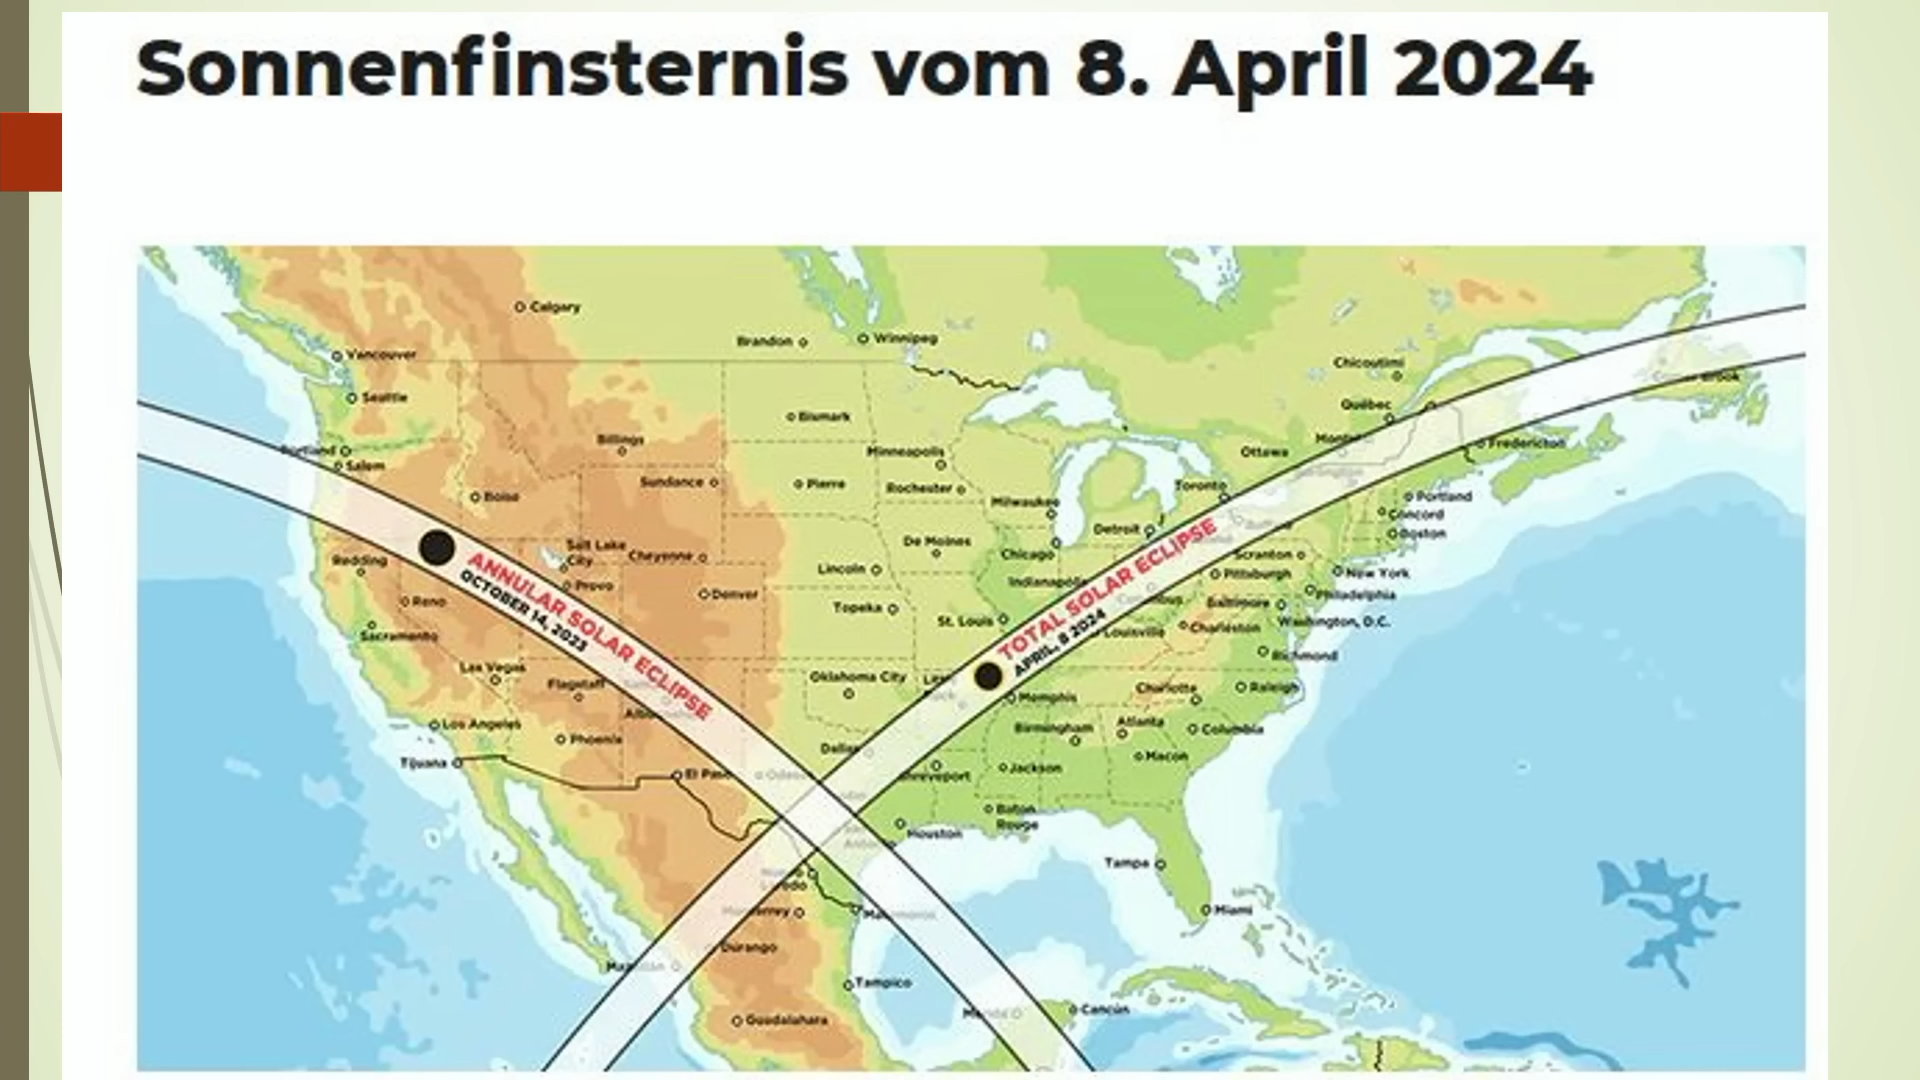 Sonnenfinsternis vom 8. April 2024
Calgary
Brandon
Winnipeg
Vancouver
Chicoutimi
Seattle
Québec
Bismark
Billings
Minneapolis
Ottawa
Fredericton
Portland
Salem
Sundance
Pierre
Rochester
Toronto
Boise
Milwaukee
Portland
Concord
Detroit
Boston
Salt Lake
City
Cheyenne
De Moines
Chicago
Scranton
Redding
Lincoln
Indianapolis
Pittsburgh
New York
Provo
Denver
Philadelphia
Reno
Topeka
Baltimore
ANNULAR SOLAR ECLIPSE
OCTOBER 14, 2023
TOTAL SOLAR ECLIPSE
APRIL, 8 2024
St. Louis
Washington, D.C.
Sacramento
Louisville
Charleston
Richmond
Las Vegas
Flagstaff
Oklahoma City
Memphis
Charlotte
Raleigh
Los Angeles
Birmingham
Atlanta
Columbia
Phoenix
Dallas
Macon
Tijuana
El Paso
Jackson
Shreveport
Baton
Rouge
Houston
Tampa
Monterrey
Miami
Durango
Mazatlán
Tampico
Cancún
Guadalahara